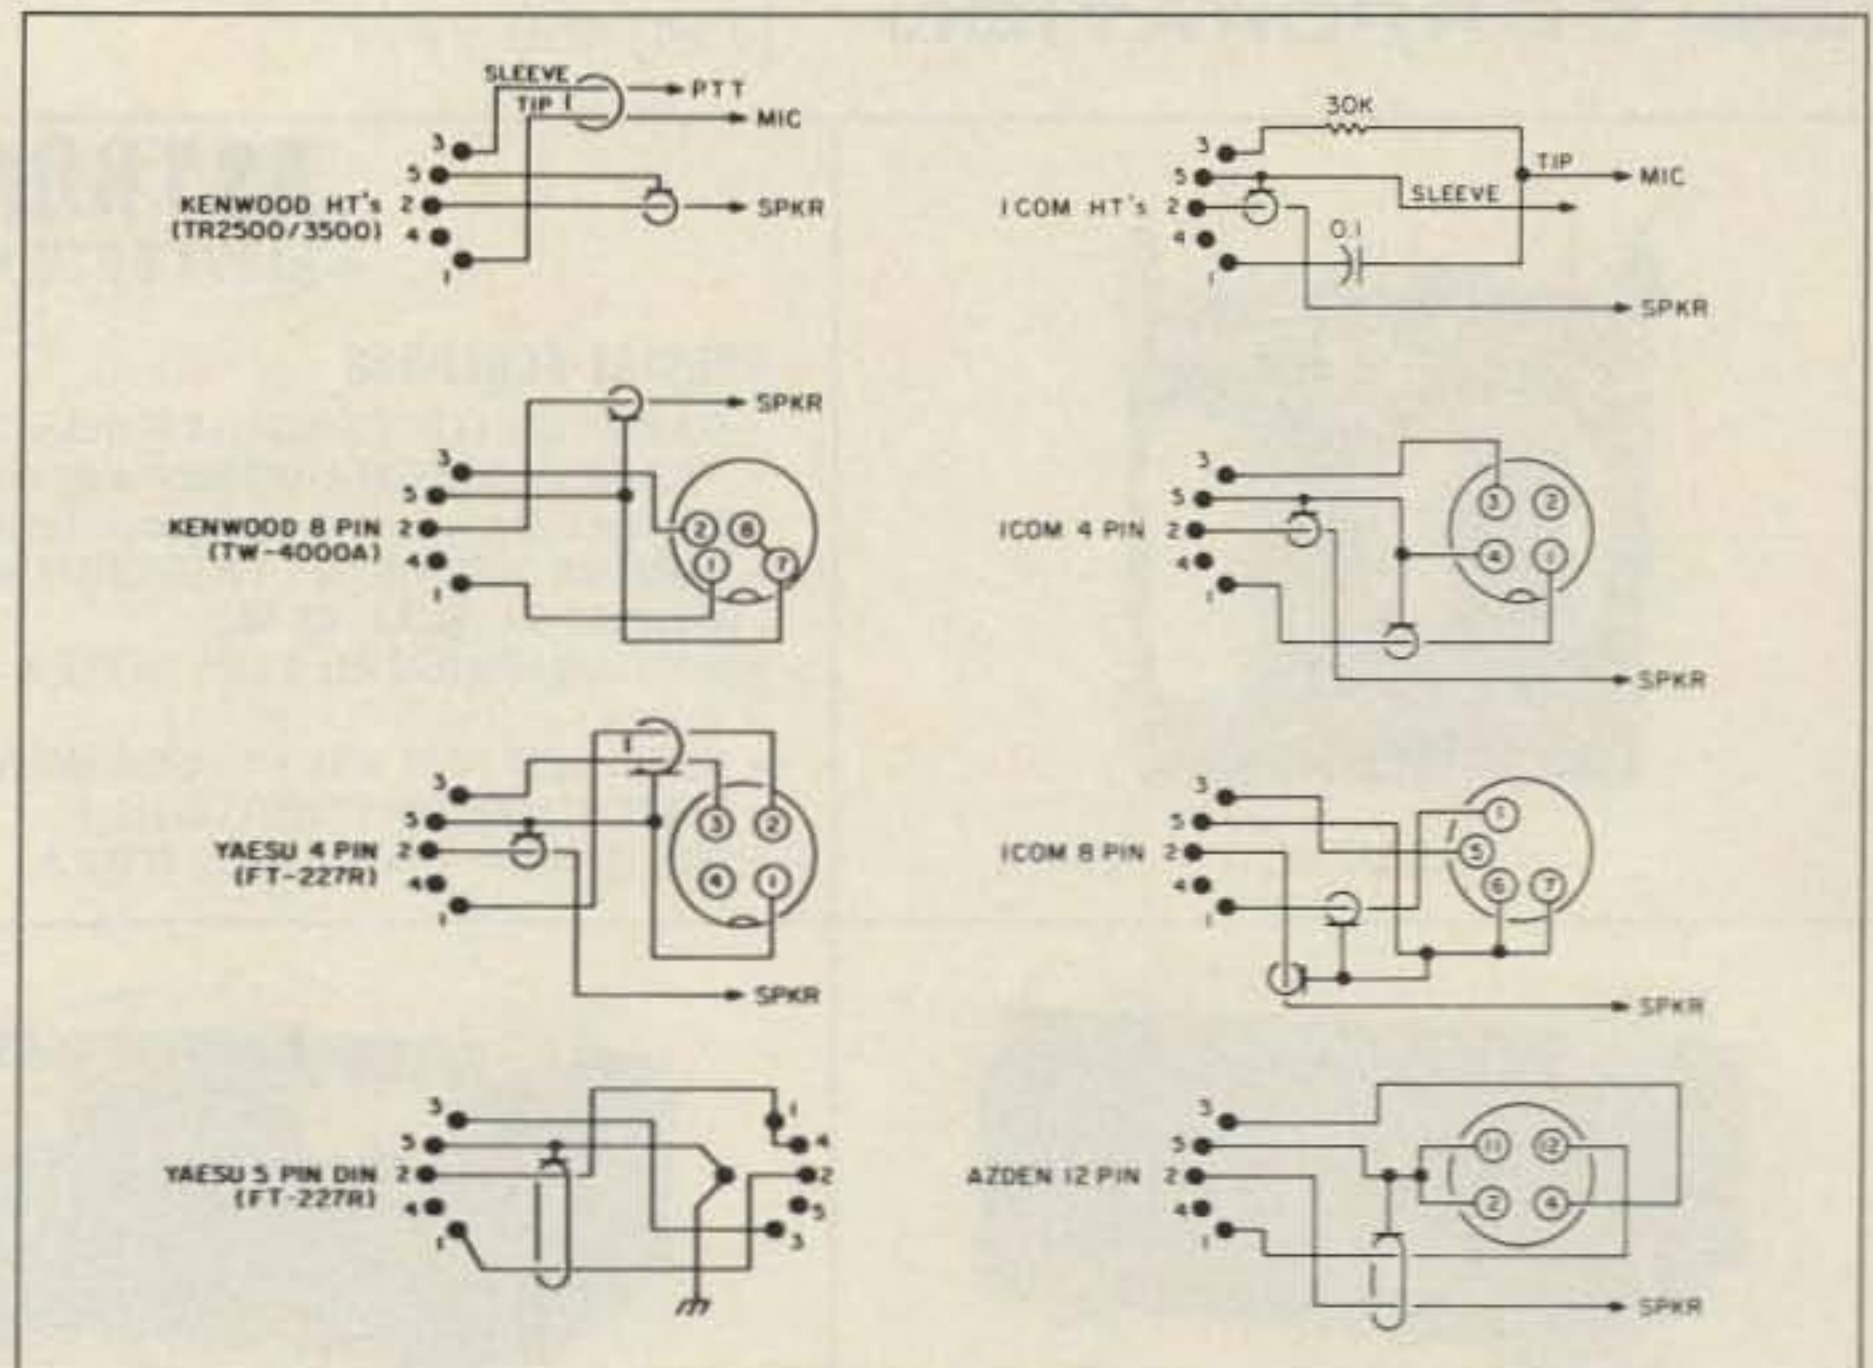 SLEEVE
PTT
TIP
MIC
3
5
KENWOOD HT's 2
SPKR
(TR2500/3500)
4
1
30K
3
TIP
MIC
5
SLEEVE
ICOM HT's 2
0.1
4
1
SPKR
SPKR
3
5
KENWOOD 8 PIN 2
(TW-4000A)
4
1
2 8
1 7
3
5
ICOM 4 PIN 2
4
1
3 2
4 1
SPKR
3
5
YAESU 4 PIN 2
(FT-227R)
4
1
3 2
4 1
SPKR
3
5
ICOM 8 PIN 2
4
1
1
5
6 7
SPKR
3
5
YAESU 5 PIN DIN 2
(FT-227R)
4
1
1
4
2
5
3
3
5
AZDEN 12 PIN 2
4
1
11 12
2 4
SPKR